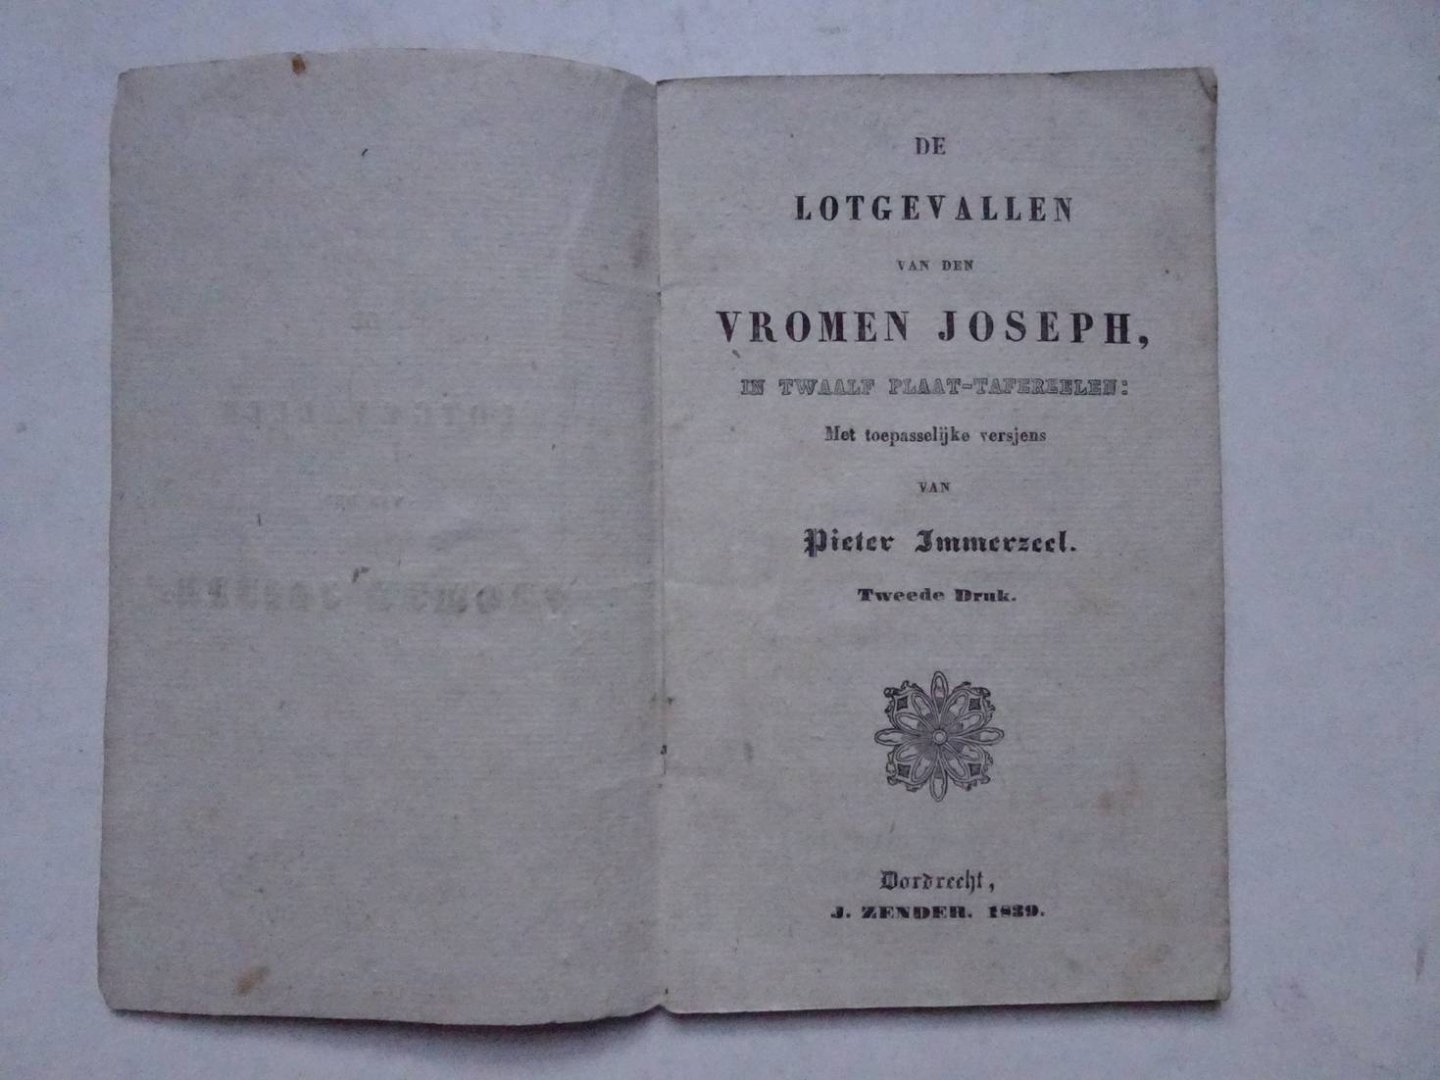 DE
LOTGEVALLEN
VAN DEN
VROMEN JOSEPH,
IN TWAALF PLAAT-TAFEREELEN:
Met toepasselijke versjens
VAN
Pieter Immerzeel.
Tweede Druk.
Dordrecht,
J. ZENDER. 1839.